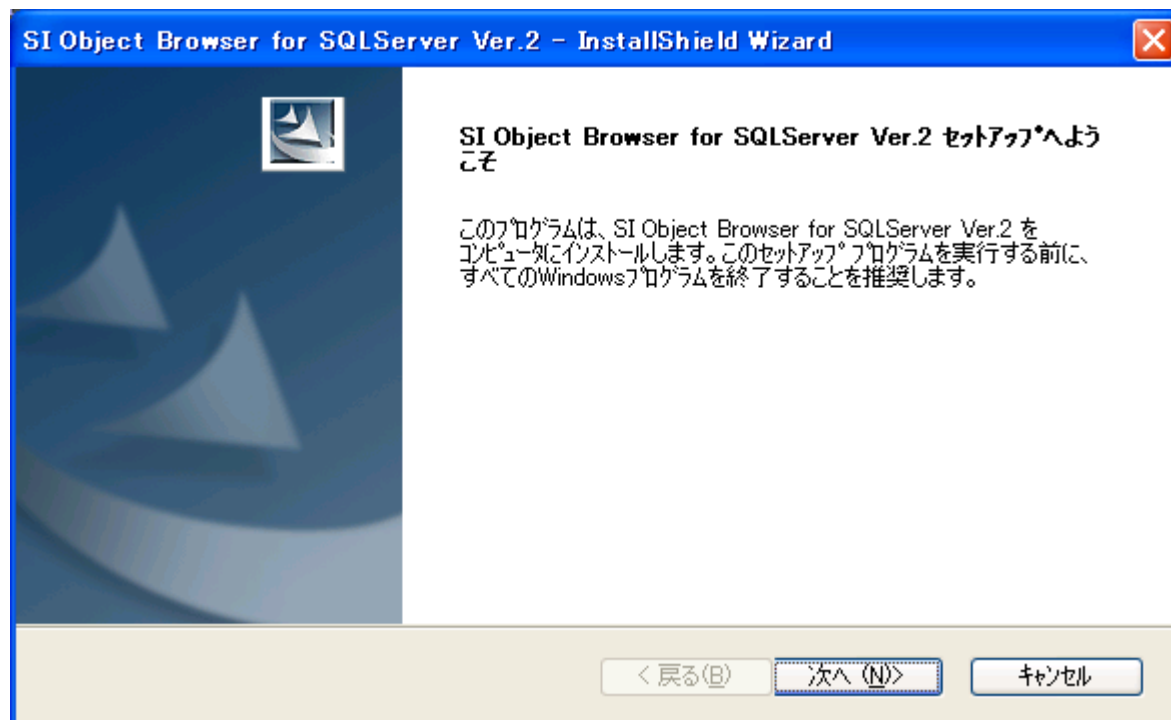 SI Object Browser for SQLServer Ver.2 - InstallShield Wizard
SI Object Browser for SQLServer Ver.2 セットアップへよう
こそ
このプログラムは、SI Object Browser for SQLServer Ver.2 を
コンピュータにインストールします。このセットアップ プログラムを実行する前に、
すべてのWindowsプログラムを終了することを推奨します。
< 戻る(B)
次へ (N)>
キャンセル